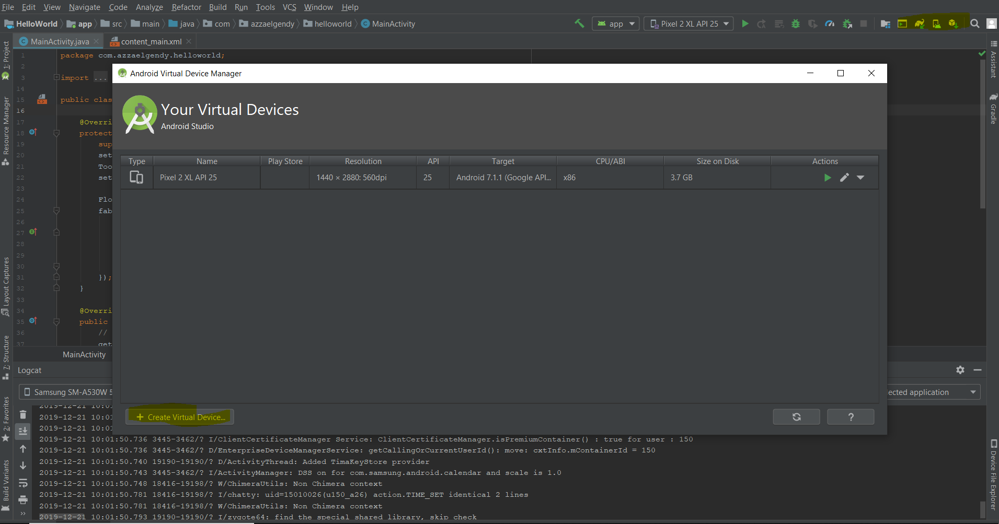 File Edit View Navigate Code Analyze Refactor Build Run Tools VCS Window Help
HelloWorld app src main java com azzaelgendy helloworld MainActivity app Pixel 2 XL API 25
MainActivity.java content_main.xml
1: Project
Resource Manager
Layout Captures
7: Structure
2: Favorites
Build Variants
1 package com.azzaelgendy.helloworld;
2
3 import ...
14
15 public clas
16
17 @Overri
18 protect
19 sup
20 set
21 Too
22 set
23
24 Flo
25 fab
26
27
28
29
30
31 });
32 }
33
34 @Overri
35 public
36 //
37 get
MainActivity
Android Virtual Device Manager
Your Virtual Devices
Android Studio
Type Name Play Store Resolution API Target CPU/ABI Size on Disk Actions
Pixel 2 XL API 25 1440 × 2880: 560dpi 25 Android 7.1.1 (Google API... x86 3.7 GB
+ Create Virtual Device... ?
Assistant
Gradle
Device File Explorer
Logcat
Samsung SM-A530W lected application
2019-12-21 10:01
2019-12-21 10:01
2019-12-21 10:01
2019-12-21 10:01:50.736 3445-3462/? I/ClientCertificateManager Service: ClientCertificateManager.isPremiumContainer() : true for user : 150
2019-12-21 10:01:50.736 3445-3462/? D/EnterpriseDeviceManagerService: getCallingOrCurrentUserId(): move: cxtInfo.mContainerId = 150
2019-12-21 10:01:50.740 19190-19190/? D/ActivityThread: Added TimaKeyStore provider
2019-12-21 10:01:50.743 3445-3462/? I/ActivityManager: DSS on for com.samsung.android.calendar and scale is 1.0
2019-12-21 10:01:50.748 18416-19198/? W/ChimeraUtils: Non Chimera context
2019-12-21 10:01:50.781 18416-19198/? I/chatty: uid=15010026(u150_a26) action.TIME_SET identical 2 lines
2019-12-21 10:01:50.781 18416-19198/? W/ChimeraUtils: Non Chimera context
2019-12-21 10:01:50.793 19190-19190/? I/zygote64: find the special shared library, skip check